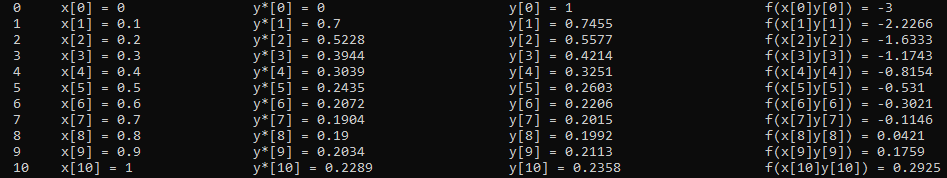 0 x[0] = 0 y*[0] = 0 y[0] = 1 f(x[0]y[0]) = -3
1 x[1] = 0.1 y*[1] = 0.7 y[1] = 0.7455 f(x[1]y[1]) = -2.2266
2 x[2] = 0.2 y*[2] = 0.5228 y[2] = 0.5577 f(x[2]y[2]) = -1.6333
3 x[3] = 0.3 y*[3] = 0.3944 y[3] = 0.4214 f(x[3]y[3]) = -1.1743
4 x[4] = 0.4 y*[4] = 0.3039 y[4] = 0.3251 f(x[4]y[4]) = -0.8154
5 x[5] = 0.5 y*[5] = 0.2435 y[5] = 0.2603 f(x[5]y[5]) = -0.531
6 x[6] = 0.6 y*[6] = 0.2072 y[6] = 0.2206 f(x[6]y[6]) = -0.3021
7 x[7] = 0.7 y*[7] = 0.1904 y[7] = 0.2015 f(x[7]y[7]) = -0.1146
8 x[8] = 0.8 y*[8] = 0.19 y[8] = 0.1992 f(x[8]y[8]) = 0.0421
9 x[9] = 0.9 y*[9] = 0.2034 y[9] = 0.2113 f(x[9]y[9]) = 0.1759
10 x[10] = 1 y*[10] = 0.2289 y[10] = 0.2358 f(x[10]y[10]) = 0.2925